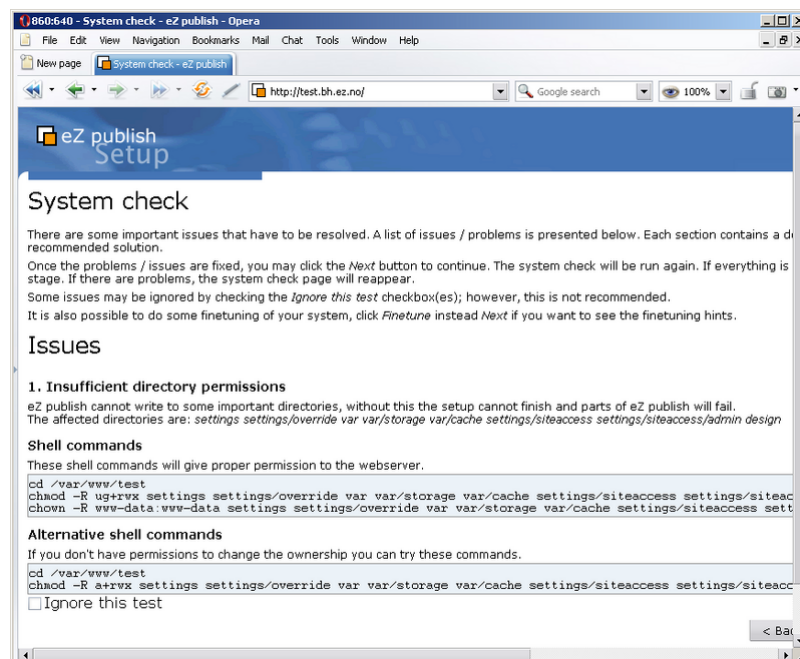 860:640 - System check - eZ publish - Opera
File Edit View Navigation Bookmarks Mail Chat Tools Window Help
New page System check - eZ publish
http://test.bh.ez.no/ Google search 100%
eZ publish
Setup
System check
There are some important issues that have to be resolved. A list of issues / problems is presented below. Each section contains a
recommended solution.
Once the problems / issues are fixed, you may click the Next button to continue. The system check will be run again. If everything is
stage. If there are problems, the system check page will reappear.
Some issues may be ignored by checking the Ignore this test checkbox(es); however, this is not recommended.
It is also possible to do some finetuning of your system, click Finetune instead Next if you want to see the finetuning hints.
Issues
1. Insufficient directory permissions
eZ publish cannot write to some important directories, without this the setup cannot finish and parts of eZ publish will fail.
The affected directories are: settings settings/override var var/storage var/cache settings/siteaccess settings/siteaccess/admin design
Shell commands
These shell commands will give proper permission to the webserver.
cd /var/www/test
chmod -R ug+rwx settings settings/override var var/storage var/cache settings/siteaccess settings/siteac
chown -R www-data:www-data settings settings/override var var/storage var/cache settings/siteaccess sett
Alternative shell commands
If you don't have permissions to change the ownership you can try these commands.
cd /var/www/test
chmod -R a+rwx settings settings/override var var/storage var/cache settings/siteaccess settings/siteacc
Ignore this test
< Bac